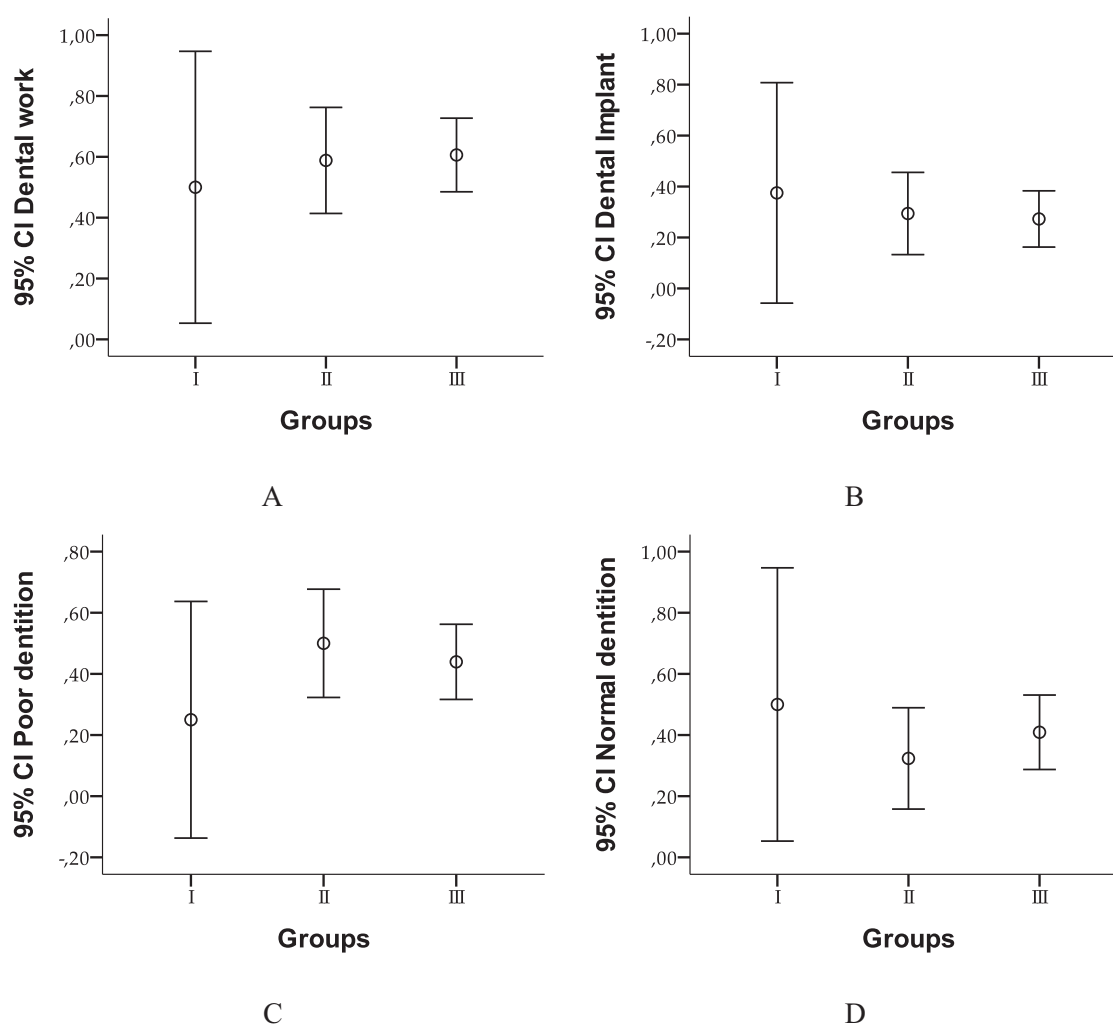 95% CI Dental work
1,00
,80
,60
,40
,20
,00
I II III
Groups
A
95% CI Dental Implant
1,00
,80
,60
,40
,20
,00
-,20
I II III
Groups
B
95% CI Poor dentition
,80
,60
,40
,20
,00
-,20
I II III
Groups
C
95% CI Normal dentition
1,00
,80
,60
,40
,20
,00
I II III
Groups
D